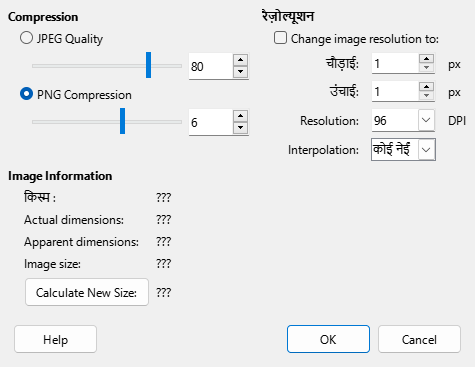 Compression
JPEG Quality
80
PNG Compression
6
रैज़ोल्यूशन
Change image resolution to:
चौड़ाई: 1 px
उंचाई: 1 px
Resolution: 96 DPI
Interpolation: कोई नेईं
Image Information
किस्म : ???
Actual dimensions: ???
Apparent dimensions: ???
Image size: ???
Calculate New Size: ???
Help
OK
Cancel